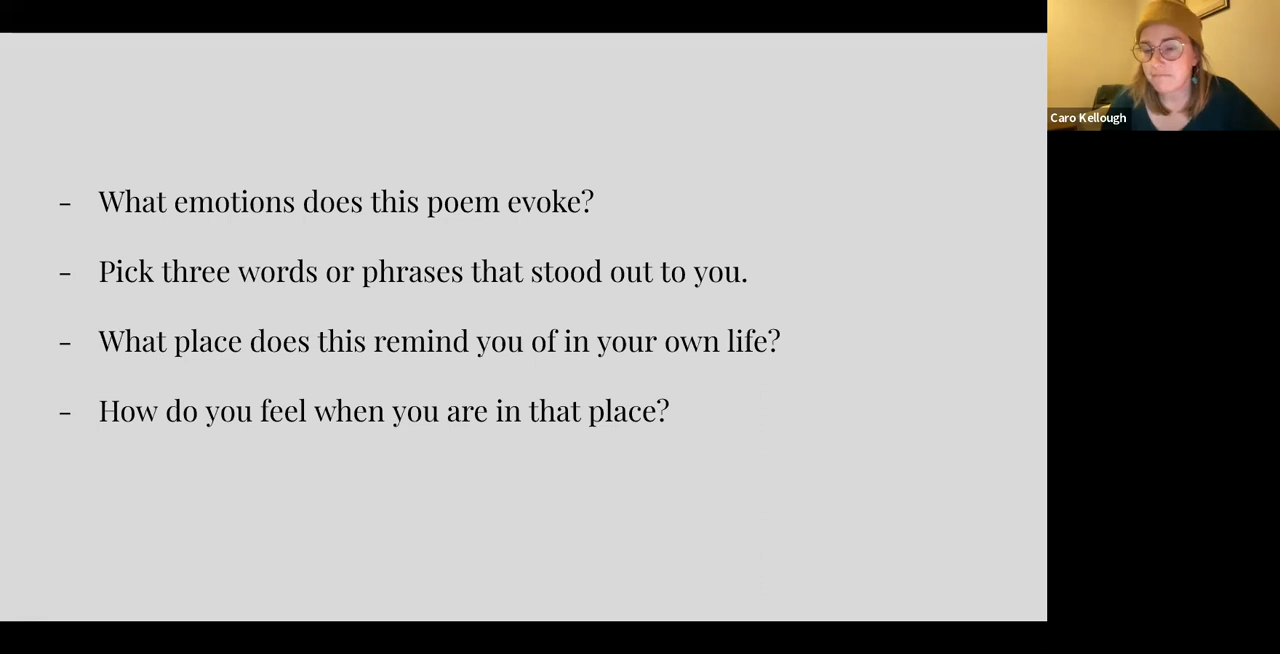 - What emotions does this poem evoke?
- Pick three words or phrases that stood out to you.
- What place does this remind you of in your own life?
- How do you feel when you are in that place?
Caro Kellough